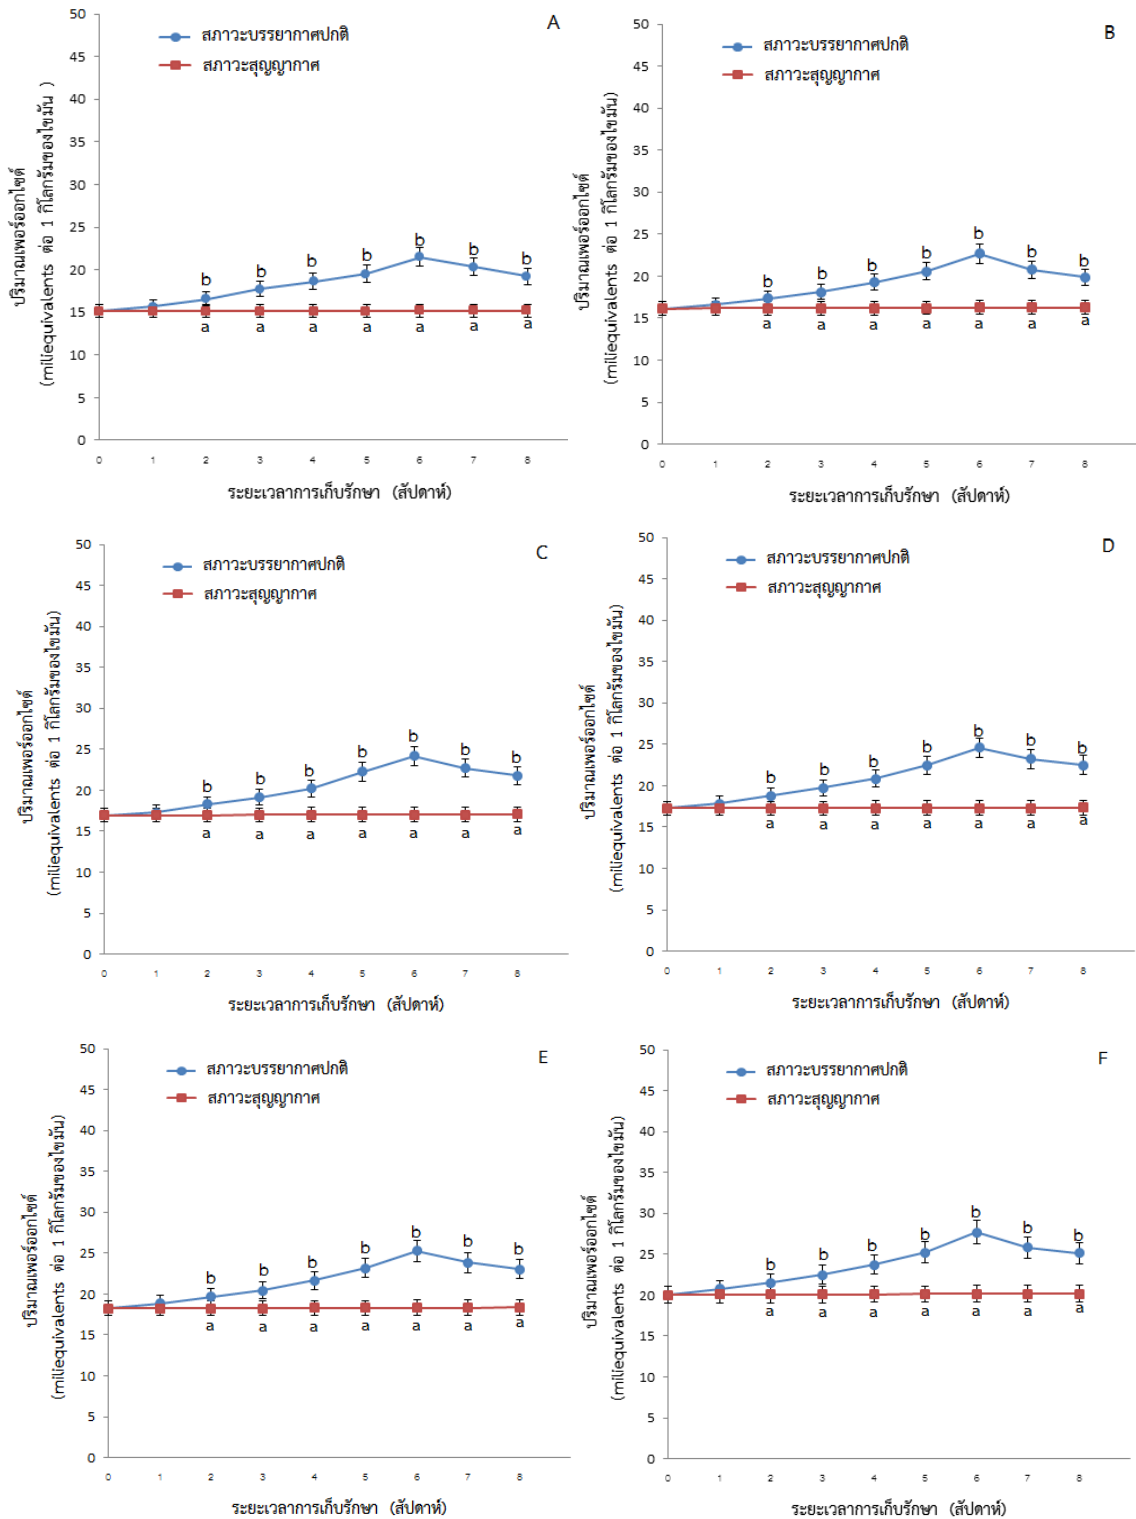 A
สภาวะบรรยากาศปกติ
สภาวะสุญญากาศ
ปริมาณเพอร์ออกไซด์
(miliequivalents ต่อ 1 กิโลกรัมของไขมัน )
50
45
40
35
30
25
20
15
10
5
0
b b b b b b b
a a a a a a a
0 1 2 3 4 5 6 7 8
ระยะเวลาการเก็บรักษา (สัปดาห์)
B
สภาวะบรรยากาศปกติ
สภาวะสุญญากาศ
ปริมาณเพอร์ออกไซด์
(miliequivalents ต่อ 1 กิโลกรัมของไขมัน)
50
45
40
35
30
25
20
15
10
5
0
b b b b b b b
a a a a a a a
0 1 2 3 4 5 6 7 8
ระยะเวลาการเก็บรักษา (สัปดาห์)
C
สภาวะบรรยากาศปกติ
สภาวะสุญญากาศ
ปริมาณเพอร์ออกไซด์
(miliequivalents ต่อ 1 กิโลกรัมของไขมัน)
50
45
40
35
30
25
20
15
10
5
0
b b b b b b b
a a a a a a a
0 1 2 3 4 5 6 7 8
ระยะเวลาการเก็บรักษา (สัปดาห์)
D
สภาวะบรรยากาศปกติ
สภาวะสุญญากาศ
ปริมาณเพอร์ออกไซด์
(miliequivalents ต่อ 1 กิโลกรัมของไขมัน)
50
45
40
35
30
25
20
15
10
5
0
b b b b b b b
a a a a a a a
0 1 2 3 4 5 6 7 8
ระยะเวลาการเก็บรักษา (สัปดาห์)
E
สภาวะบรรยากาศปกติ
สภาวะสุญญากาศ
ปริมาณเพอร์ออกไซด์
(miliequivalents ต่อ 1 กิโลกรัมของไขมัน)
50
45
40
35
30
25
20
15
10
5
0
b b b b b b b
a a a a a a a
0 1 2 3 4 5 6 7 8
ระยะเวลาการเก็บรักษา (สัปดาห์)
F
สภาวะบรรยากาศปกติ
สภาวะสุญญากาศ
ปริมาณเพอร์ออกไซด์
(miliequivalents ต่อ 1 กิโลกรัมของไขมัน)
50
45
40
35
30
25
20
15
10
5
0
b b b b b b b
a a a a a a a
0 1 2 3 4 5 6 7 8
ระยะเวลาการเก็บรักษา (สัปดาห์)